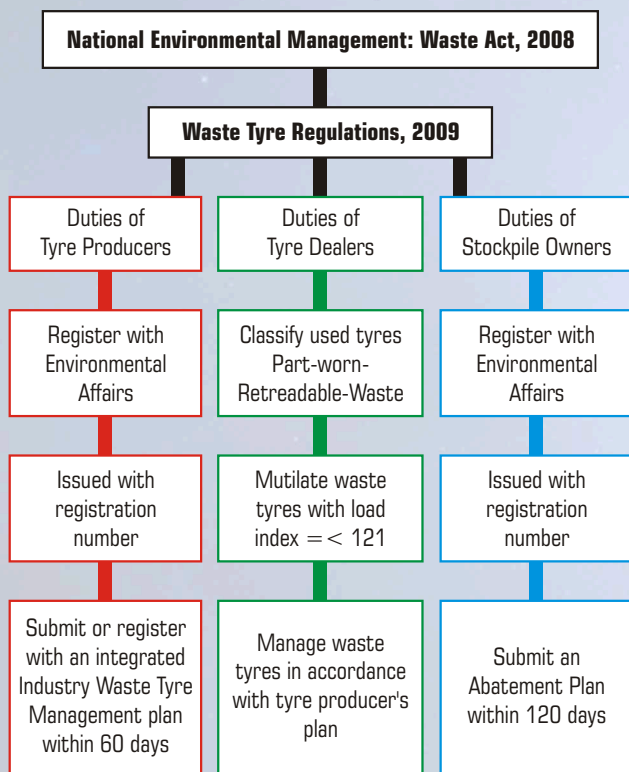 National Environmental Management: Waste Act, 2008
Waste Tyre Regulations, 2009
Duties of
Tyre Producers
Register with
Environmental
Affairs
Issued with
registration
number
Submit or register
with an integrated
Industry Waste Tyre
Management plan
within 60 days
Duties of
Tyre Dealers
Classify used tyres
Part-worn-
Retreadable-Waste
Mutilate waste
tyres with load
index =< 121
Manage waste
tyres in accordance
with tyre producer's
plan
Duties of
Stockpile Owners
Register with
Environmental
Affairs
Issued with
registration
number
Submit an
Abatement Plan
within 120 days